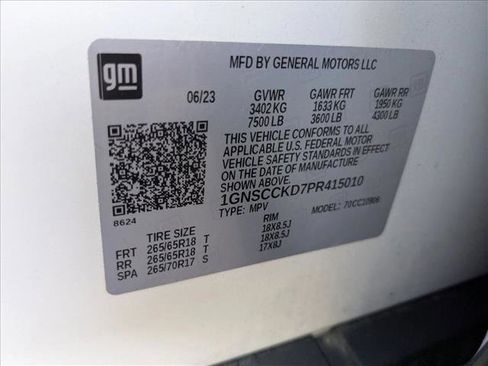 gm
MFD BY GENERAL MOTORS LLC
06/23 GVWR GAWR FRT GAWR RR
3402 KG 1633 KG 1950 KG
7500 LB 3600 LB 4300 LB
THIS VEHICLE CONFORMS TO ALL
APPLICABLE U.S. FEDERAL MOTOR
VEHICLE SAFETY STANDARDS IN EFFECT
ON THE DATE OF MANUFACTURE
SHOWN ABOVE.
1GNSCCKD7PR415010
8624
TYPE: MPV MODEL: 70CC10906
TIRE SIZE RIM
FRT 265/65R18 T 18X8.5J
RR 265/65R18 T 18X8.5J
SPA 265/70R17 S 17X8J